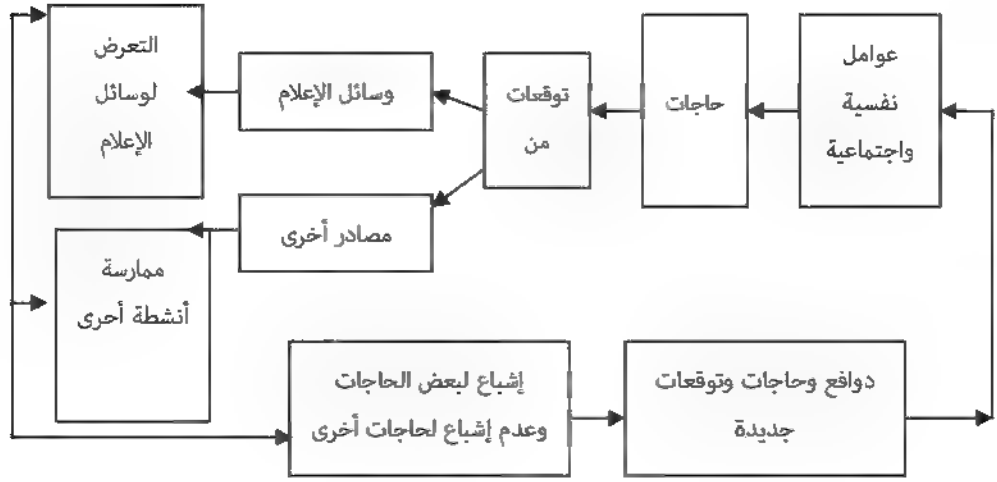 عوامل
نفسية
واجتماعية
حاجات
توقعات
من
وسائل الإعلام
التعرض
لوسائل
الإعلام
مصادر أخرى
ممارسة
أنشطة أحرى
إشباع لبعض الحاجات
وعدم إشباع لحاجات أخرى
دوافع وحاجات وتوقعات
جديدة